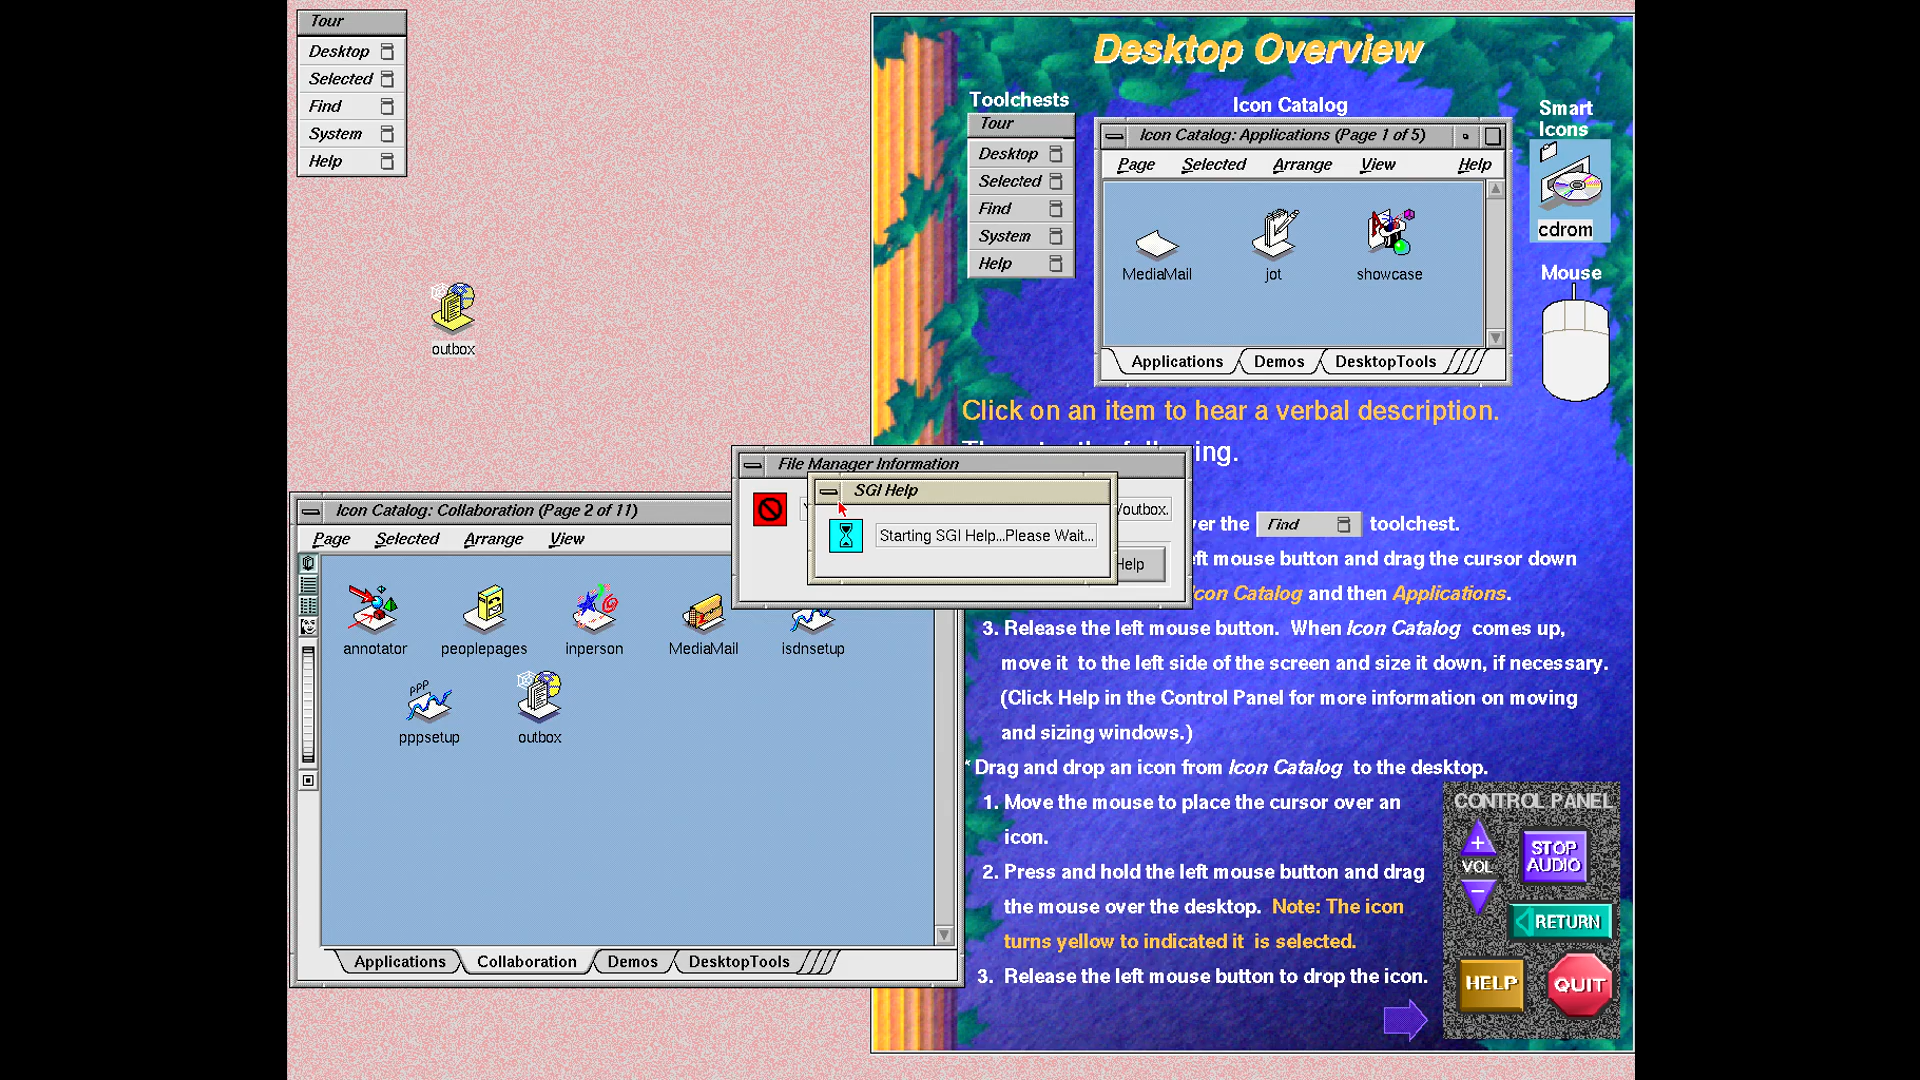 Tour
Desktop
Selected
Find
System
Help
outbox
Desktop Overview
Toolchests
Tour
Desktop
Selected
Find
System
Help
Icon Catalog
Icon Catalog: Applications (Page 1 of 5)
Page Selected Arrange View Help
MediaMail jot showcase
Applications Demos DesktopTools
Smart
Icons
cdrom
Mouse
Click on an item to hear a verbal description.
ing.
File Manager Information
/outbox.
Help
SGI Help
Starting SGI Help...Please Wait...
er the Find toolchest.
ft mouse button and drag the cursor down
con Catalog and then Applications.
3. Release the left mouse button. When Icon Catalog comes up,
move it to the left side of the screen and size it down, if necessary.
(Click Help in the Control Panel for more information on moving
and sizing windows.)
* Drag and drop an icon from Icon Catalog to the desktop.
1. Move the mouse to place the cursor over an
icon.
2. Press and hold the left mouse button and drag
the mouse over the desktop. Note: The icon
turns yellow to indicated it is selected.
3. Release the left mouse button to drop the icon.
Icon Catalog: Collaboration (Page 2 of 11)
Page Selected Arrange View
annotator peoplepages inperson MediaMail isdnsetup
PPP
pppsetup outbox
Applications Collaboration Demos DesktopTools
CONTROL PANEL
+
VOL
-
STOP
AUDIO
RETURN
HELP
QUIT